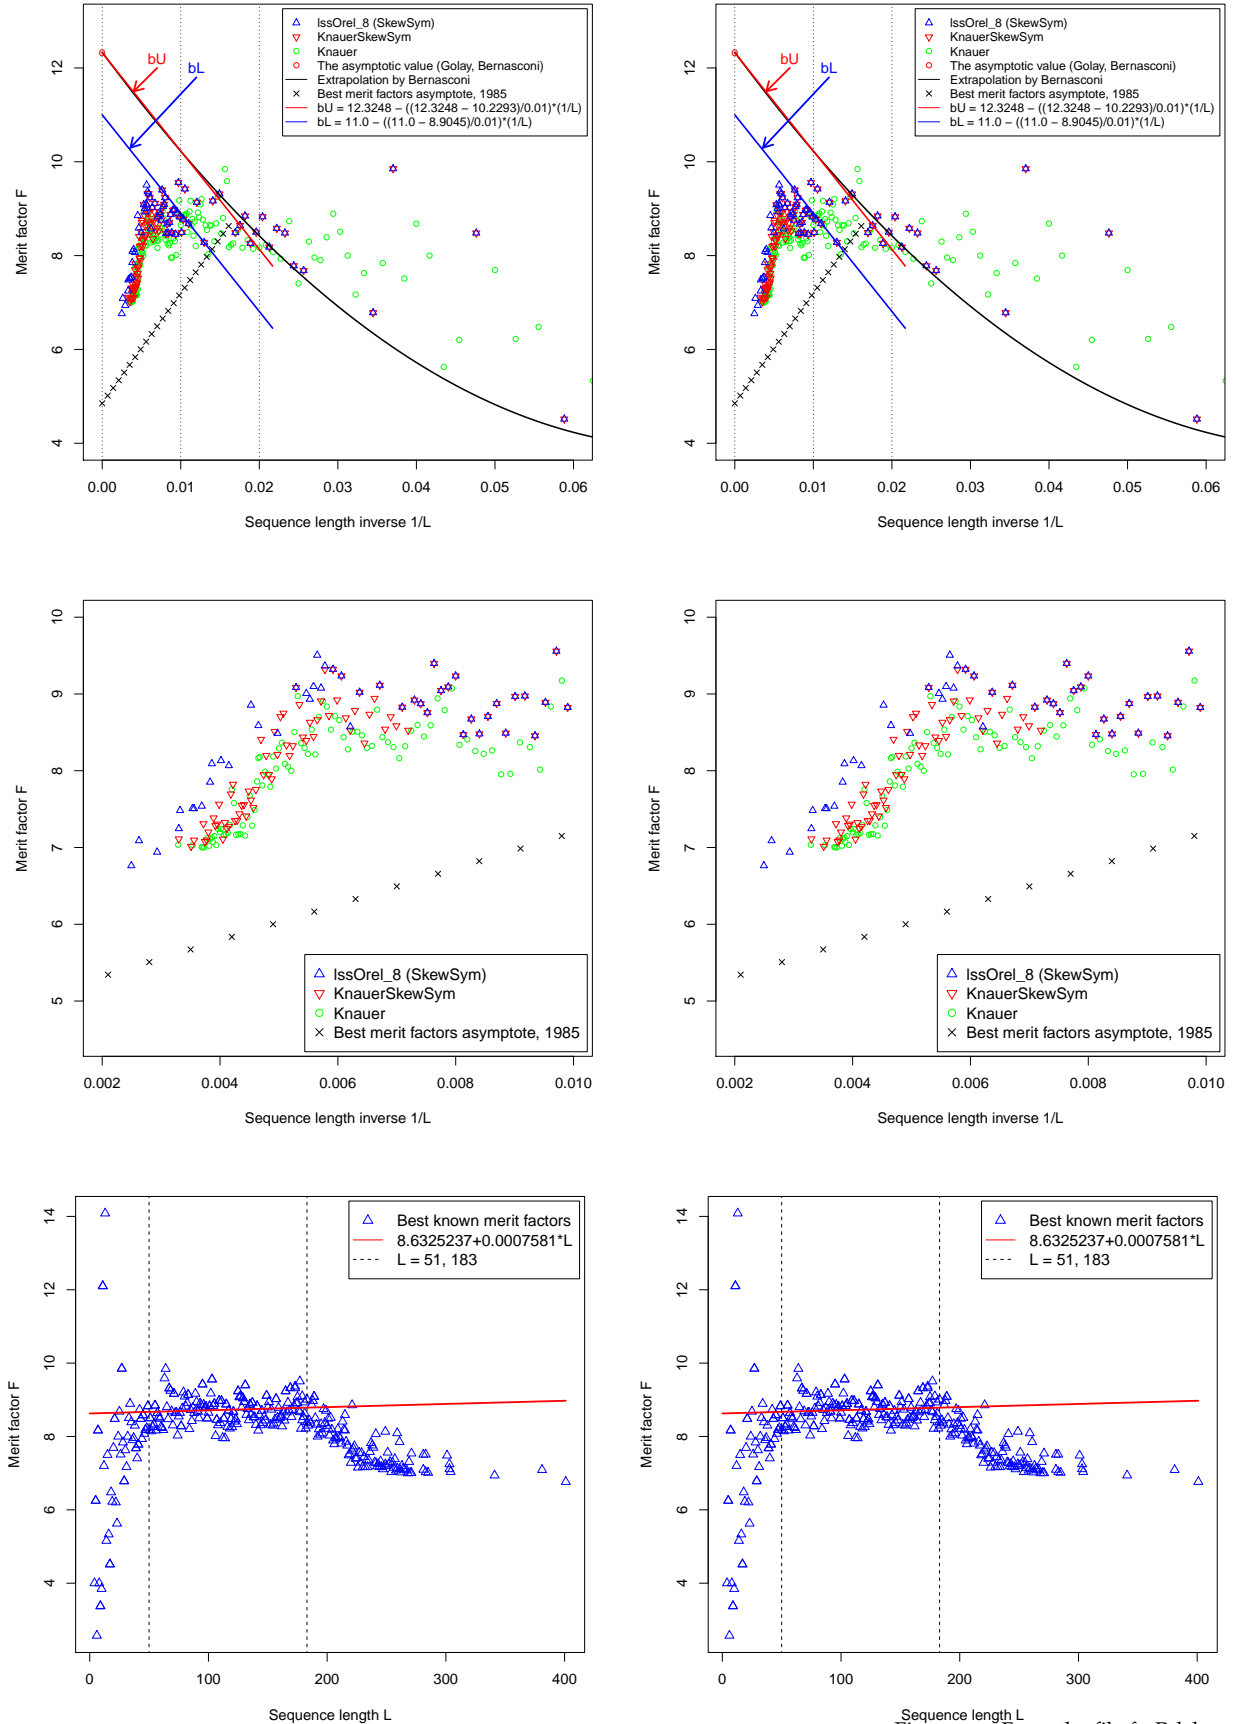 lssOrel_8 (SkewSym)
KnauerSkewSym
Knauer
The asymptotic value (Golay, Bernasconi)
Extrapolation by Bernasconi
Best merit factors asymptote, 1985
bU = 12.3248 − ((12.3248 − 10.2293)/0.01)*(1/L)
bL = 11.0 − ((11.0 − 8.9045)/0.01)*(1/L)
bU
bL
Merit factor F
12
10
8
6
4
0.00 0.01 0.02 0.03 0.04 0.05 0.06
Sequence length inverse 1/L
lssOrel_8 (SkewSym)
KnauerSkewSym
Knauer
The asymptotic value (Golay, Bernasconi)
Extrapolation by Bernasconi
Best merit factors asymptote, 1985
bU = 12.3248 − ((12.3248 − 10.2293)/0.01)*(1/L)
bL = 11.0 − ((11.0 − 8.9045)/0.01)*(1/L)
bU
bL
Merit factor F
12
10
8
6
4
0.00 0.01 0.02 0.03 0.04 0.05 0.06
Sequence length inverse 1/L
Merit factor F
10
9
8
7
6
5
lssOrel_8 (SkewSym)
KnauerSkewSym
Knauer
Best merit factors asymptote, 1985
0.002 0.004 0.006 0.008 0.010
Sequence length inverse 1/L
Merit factor F
10
9
8
7
6
5
lssOrel_8 (SkewSym)
KnauerSkewSym
Knauer
Best merit factors asymptote, 1985
0.002 0.004 0.006 0.008 0.010
Sequence length inverse 1/L
Best known merit factors
8.6325237+0.0007581*L
L = 51, 183
Merit factor F
14
12
10
8
6
4
0 100 200 300 400
Sequence length L
Best known merit factors
8.6325237+0.0007581*L
L = 51, 183
Merit factor F
14
12
10
8
6
4
0 100 200 300 400
Sequence length L